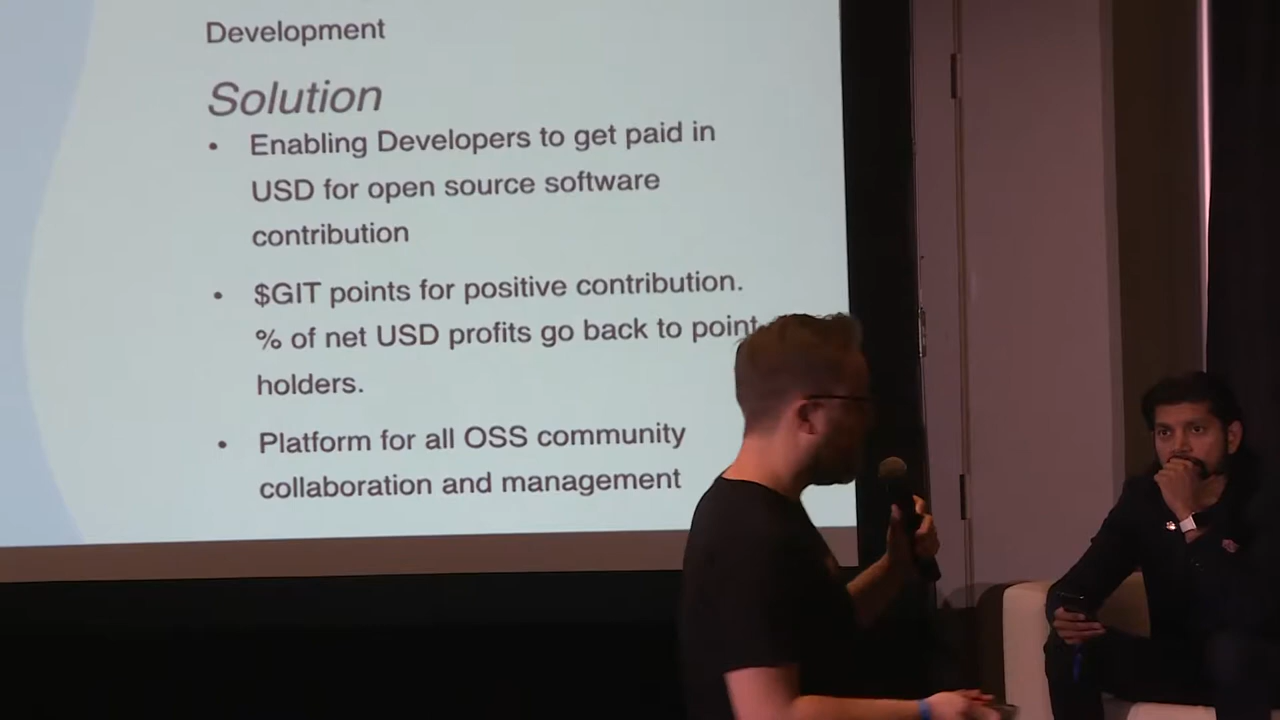 Development
Solution
• Enabling Developers to get paid in
USD for open source software
contribution
• $GIT points for positive contribution.
% of net USD profits go back to point
holders.
• Platform for all OSS community
collaboration and management